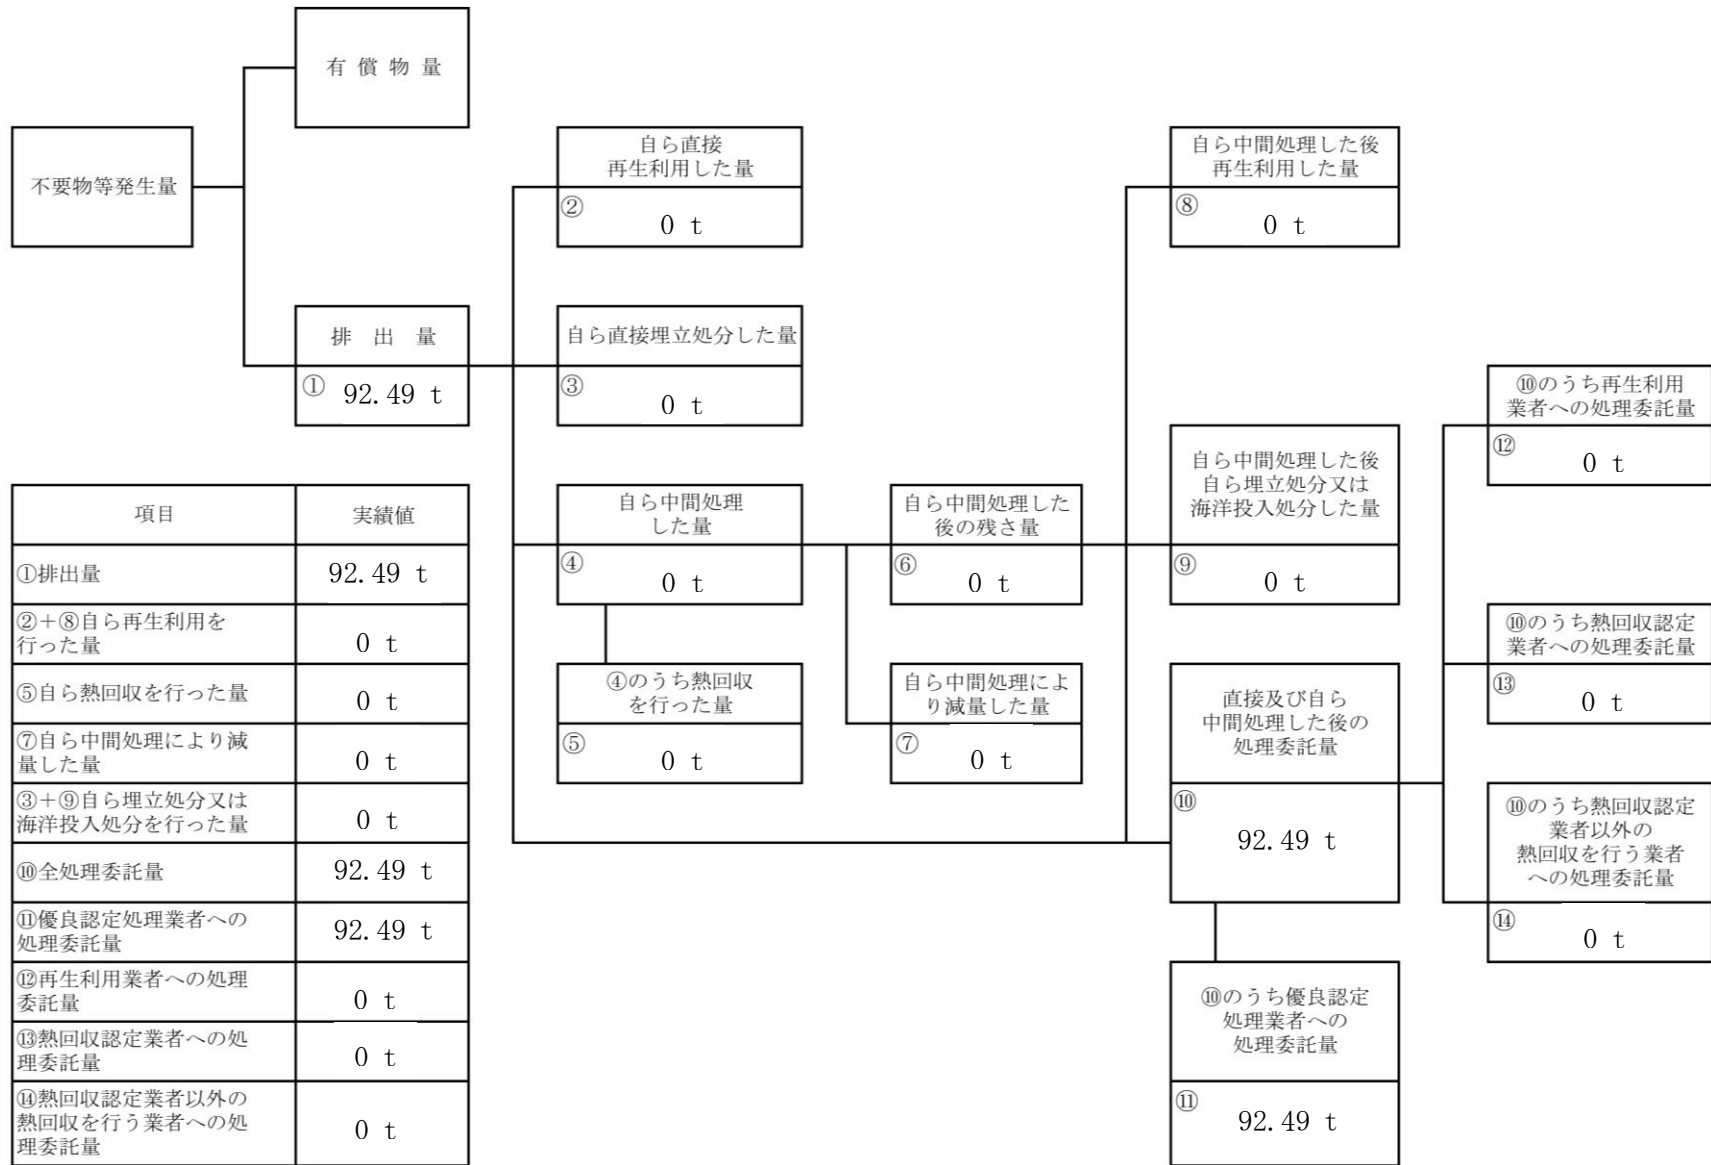 有 償 物 量
不要物等発生量
排 出 量
① 92.49 t
自ら直接
再生利用した量
②
0 t
自ら直接埋立処分した量
③
0 t
自ら中間処理
した量
④
0 t
④のうち熱回収
を行った量
⑤
0 t
自ら中間処理した
後の残さ量
⑥
0 t
自ら中間処理によ
り減量した量
⑦
0 t
自ら中間処理した後
再生利用した量
⑧
0 t
自ら中間処理した後
自ら埋立処分又は
海洋投入処分した量
⑨
0 t
直接及び自ら
中間処理した後の
処理委託量
⑩
92.49 t
⑩のうち優良認定
処理業者への
処理委託量
⑪
92.49 t
⑩のうち再生利用
業者への処理委託量
⑫
0 t
⑩のうち熱回収認定
業者への処理委託量
⑬
0 t
⑩のうち熱回収認定
業者以外の
熱回収を行う業者
への処理委託量
⑭
0 t
項目 実績値
①排出量 92.49 t
②+⑧自ら再生利用を
行った量 0 t
⑤自ら熱回収を行った量 0 t
⑦自ら中間処理により減
量した量 0 t
③+⑨自ら埋立処分又は
海洋投入処分を行った量 0 t
⑩全処理委託量 92.49 t
⑪優良認定処理業者への
処理委託量 92.49 t
⑫再生利用業者への処理
委託量 0 t
⑬熱回収認定業者への処
理委託量 0 t
⑭熱回収認定業者以外の
熱回収を行う業者への処
理委託量 0 t